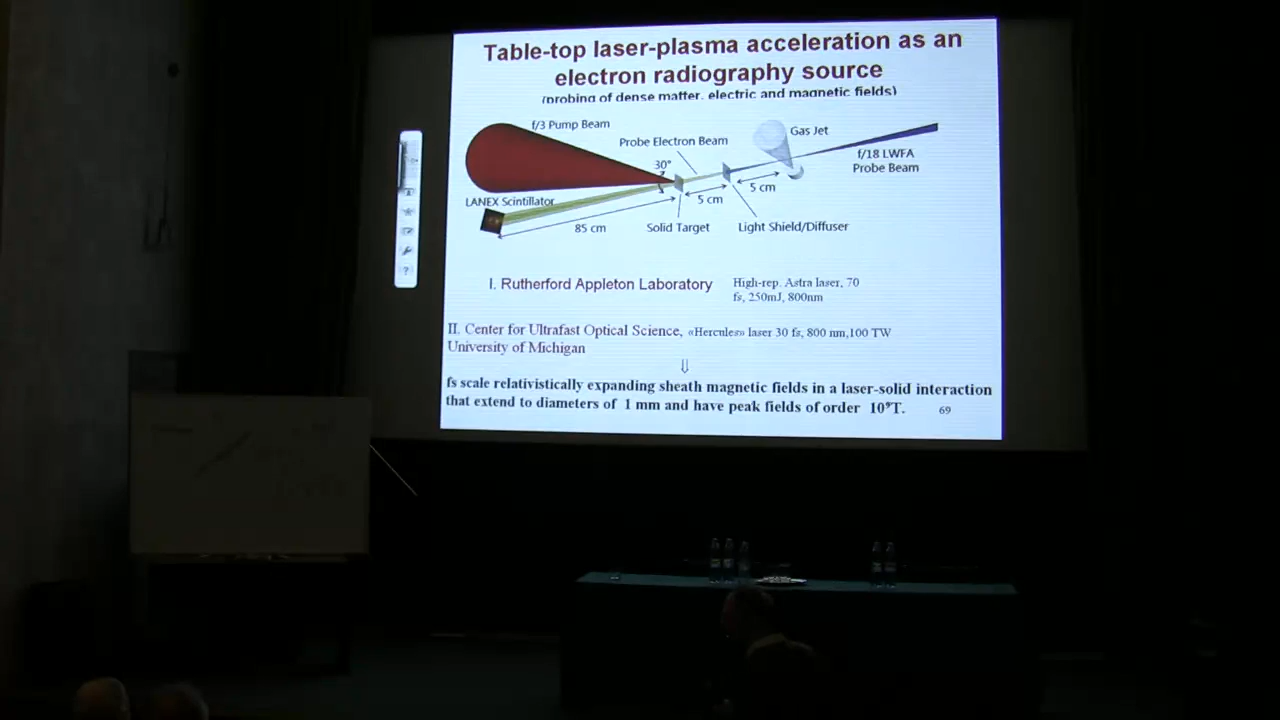 Table-top laser-plasma acceleration as an
electron radiography source
(probing of dense matter, electric and magnetic fields)
f/3 Pump Beam
Probe Electron Beam
Gas Jet
30°
f/18 LWFA
Probe Beam
5 cm
5 cm
LANEX Scintillator
85 cm
Solid Target
Light Shield/Diffuser
I. Rutherford Appleton Laboratory
High-rep. Astra laser, 70
fs, 250mJ, 800nm
II. Center for Ultrafast Optical Science, «Hercules» laser 30 fs, 800 nm,100 TW
University of Michigan
⇓
fs scale relativistically expanding sheath magnetic fields in a laser-solid interaction
that extend to diameters of 1 mm and have peak fields of order 10⁹T.
69
?